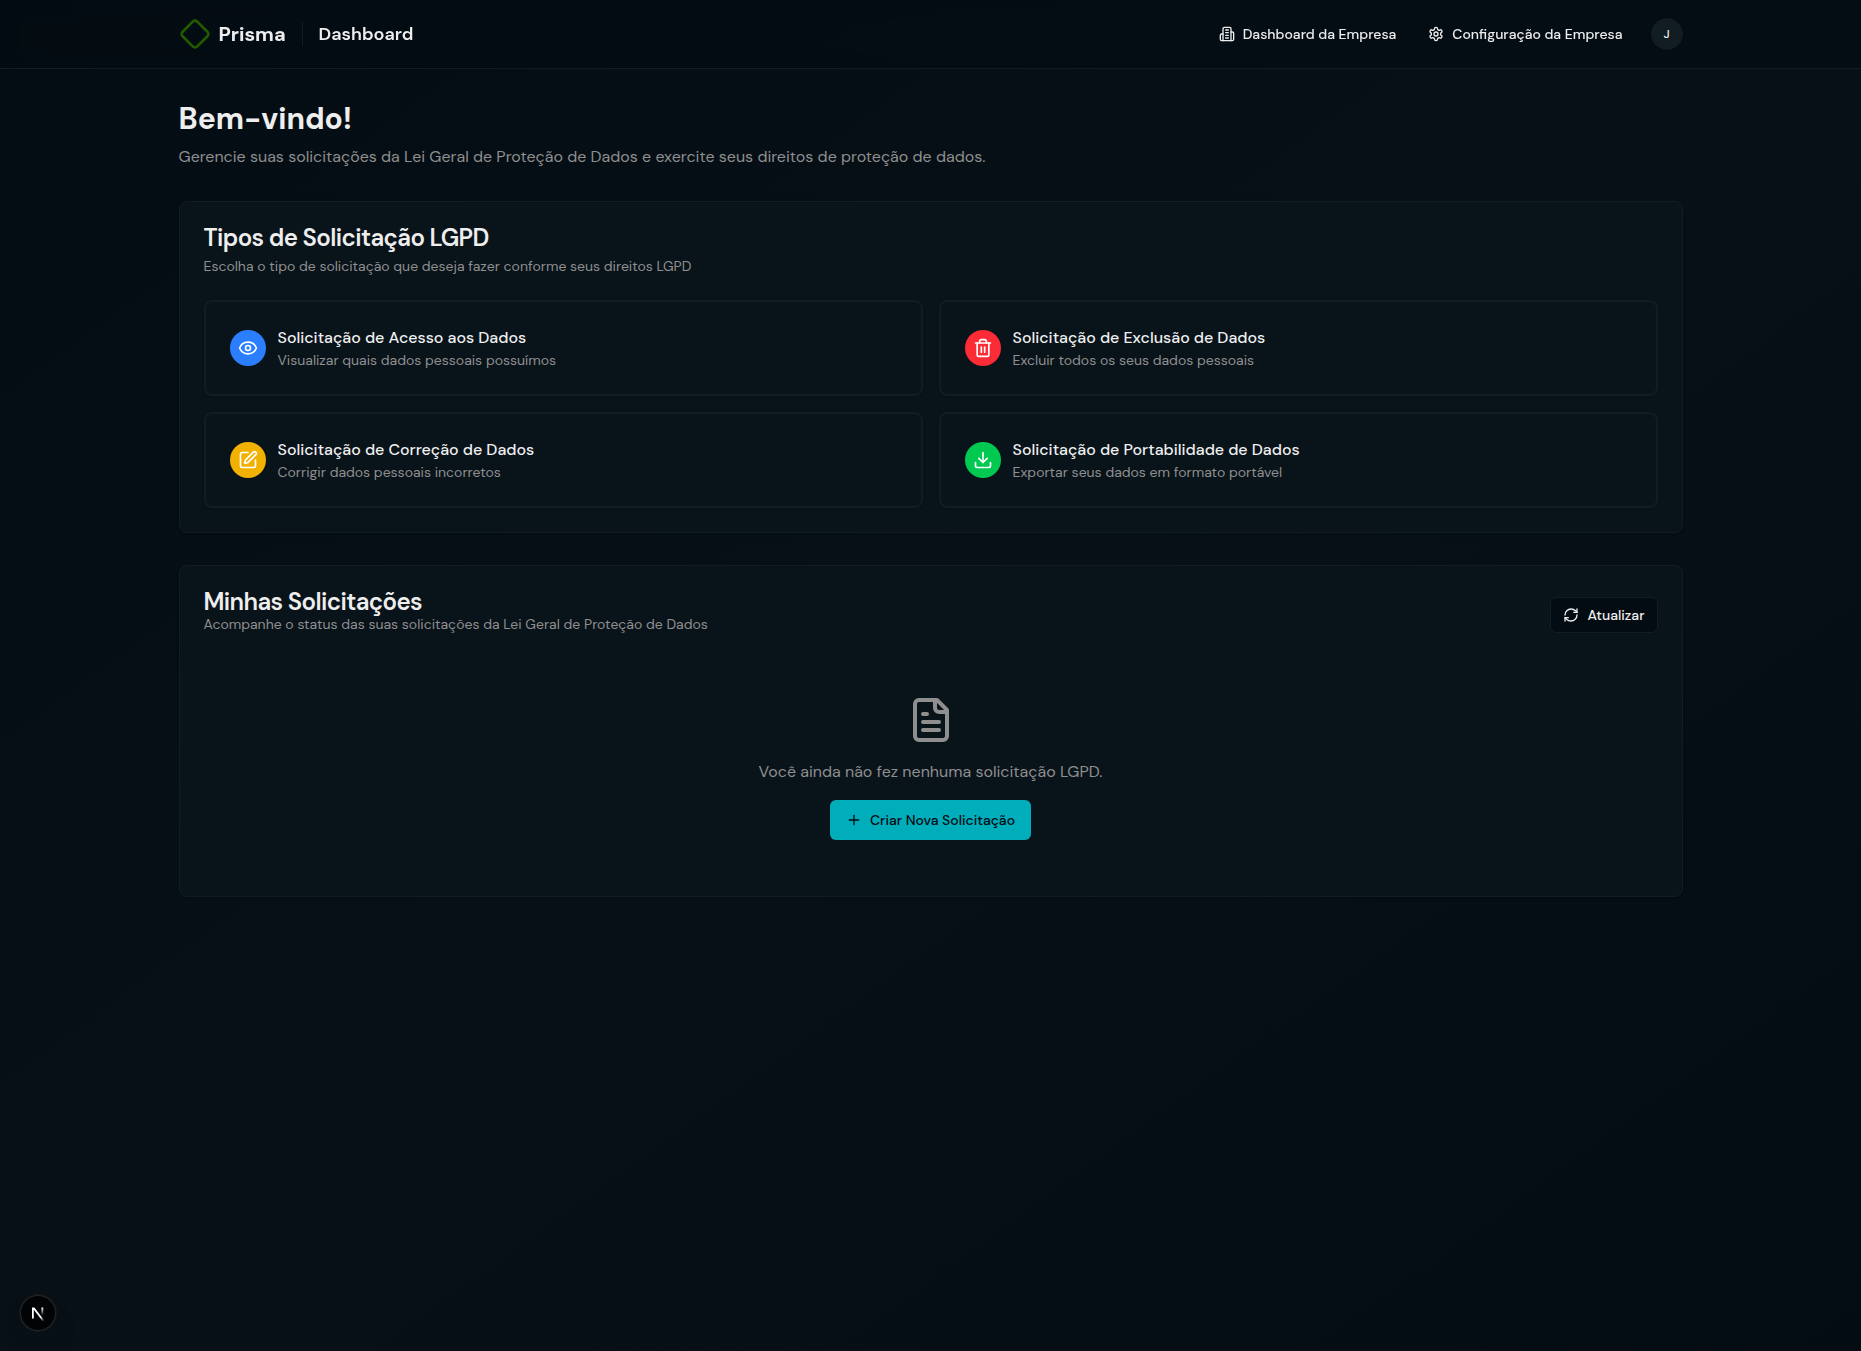 Prisma
Dashboard
Dashboard da Empresa
Configuração da Empresa
J
Bem-vindo!
Gerencie suas solicitações da Lei Geral de Proteção de Dados e exercite seus direitos de proteção de dados.
Tipos de Solicitação LGPD
Escolha o tipo de solicitação que deseja fazer conforme seus direitos LGPD
Solicitação de Acesso aos Dados
Visualizar quais dados pessoais possuímos
Solicitação de Exclusão de Dados
Excluir todos os seus dados pessoais
Solicitação de Correção de Dados
Corrigir dados pessoais incorretos
Solicitação de Portabilidade de Dados
Exportar seus dados em formato portável
Minhas Solicitações
Acompanhe o status das suas solicitações da Lei Geral de Proteção de Dados
Atualizar
Você ainda não fez nenhuma solicitação LGPD.
Criar Nova Solicitação
N